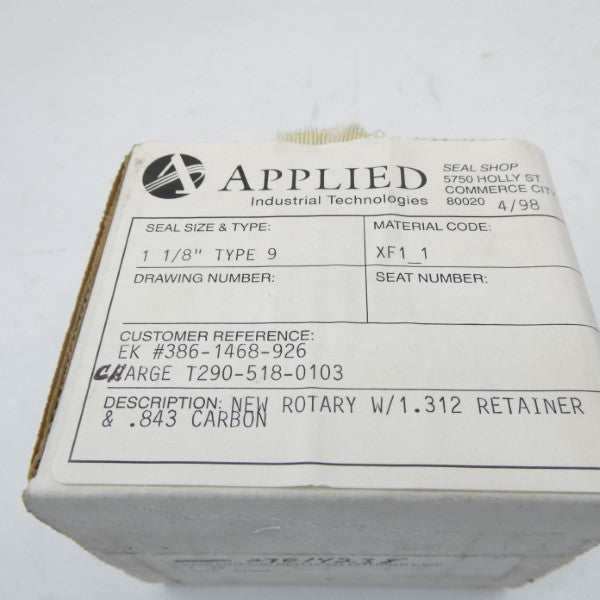 APPLIED
Industrial Technologies
SEAL SHOP
5750 HOLLY ST.
COMMERCE CITY,
80020 4/98
SEAL SIZE & TYPE:
1 1/8" TYPE 9
MATERIAL CODE:
XF1_1
DRAWING NUMBER:
SEAT NUMBER:
CUSTOMER REFERENCE:
EK #386-1468-926
CHARGE T290-518-0103
DESCRIPTION: NEW ROTARY W/1.312 RETAINER
& .843 CARBON